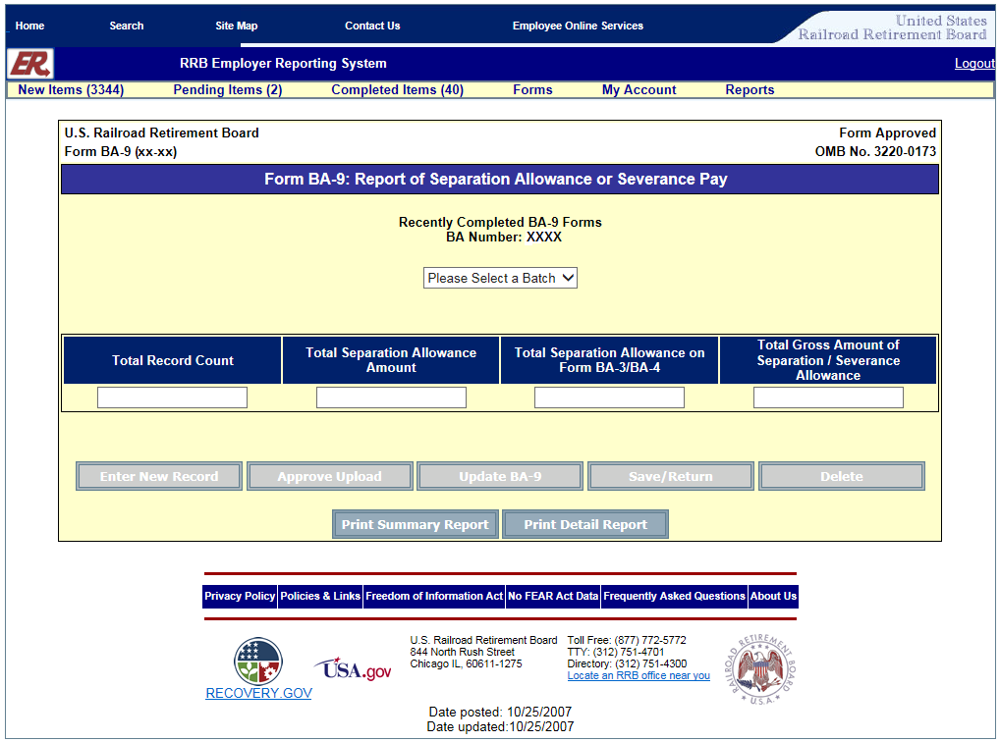 Home Search Site Map Contact Us Employee Online Services
United States
Railroad Retirement Board
ER
RRB Employer Reporting System
Logout
New Items (3344) Pending Items (2) Completed Items (40) Forms My Account Reports
U.S. Railroad Retirement Board Form Approved
Form BA-9 (xx-xx) OMB No. 3220-0173
Form BA-9: Report of Separation Allowance or Severance Pay
Recently Completed BA-9 Forms
BA Number: XXXX
Please Select a Batch
Total Record Count
Total Separation Allowance
Amount
Total Separation Allowance on
Form BA-3/BA-4
Total Gross Amount of
Separation / Severance
Allowance
Enter New Record Approve Upload Update BA-9 Save/Return Delete
Print Summary Report Print Detail Report
Privacy Policy Policies & Links Freedom of Information Act No FEAR Act Data Frequently Asked Questions About Us
RECOVERY.GOV
USA.gov
U.S. Railroad Retirement Board
844 North Rush Street
Chicago IL, 60611-1275
Toll Free: (877) 772-5772
TTY: (312) 751-4701
Directory: (312) 751-4300
Locate an RRB office near you
RAILROAD RETIREMENT BOARD
U.S.A.
Date posted: 10/25/2007
Date updated:10/25/2007